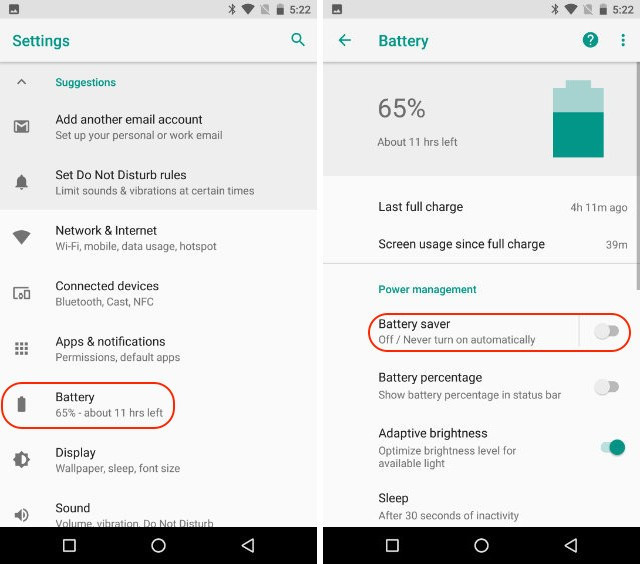 5:22
Settings
Suggestions
Add another email account
Set up your personal or work email
Set Do Not Disturb rules
Limit sounds & vibrations at certain times
Network & Internet
Wi-Fi, mobile, data usage, hotspot
Connected devices
Bluetooth, Cast, NFC
Apps & notifications
Permissions, default apps
Battery
65% - about 11 hrs left
Display
Wallpaper, sleep, font size
Sound
Volume, vibration, Do Not Disturb
5:22
Battery
65%
About 11 hrs left
Last full charge 4h 11m ago
Screen usage since full charge 39m
Power management
Battery saver
Off / Never turn on automatically
Battery percentage
Show battery percentage in status bar
Adaptive brightness
Optimize brightness level for
available light
Sleep
After 30 seconds of inactivity